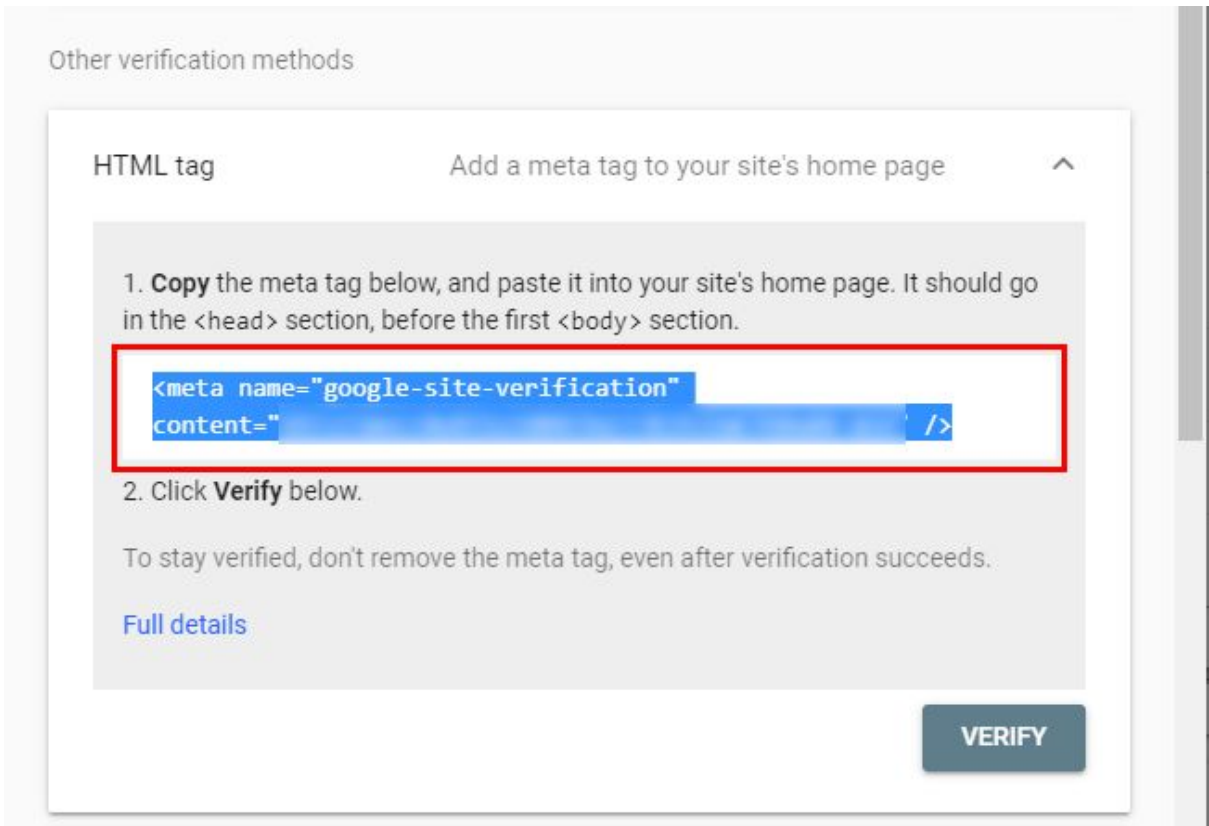 Other verification methods
HTML tag Add a meta tag to your site's home page
1. Copy the meta tag below, and paste it into your site's home page. It should go
in the <head> section, before the first <body> section.
<meta name="google-site-verification"
content=" " />
2. Click Verify below.
To stay verified, don't remove the meta tag, even after verification succeeds.
Full details
VERIFY